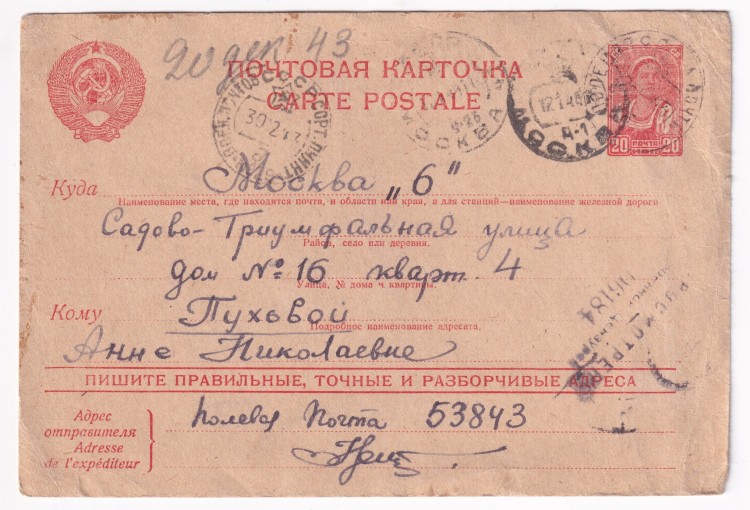 20 дек 43
ПОЧТОВАЯ КАРТОЧКА
CARTE POSTALE
ПОЧТА
20 20
МОСКВА
Куда Москва „6"
Наименование места, где находится почта, и области или края, а для станций—наименование железной дороги
Садово-Триумфальная улица
Район, село или деревня.
дом № 16 кварт. 4
Улица, № дома и квартиры.
Кому Пуховой
Подробное наименование адресата.
Анне Николаевне
ПИШИТЕ ПРАВИЛЬНЫЕ, ТОЧНЫЕ И РАЗБОРЧИВЫЕ АДРЕСА
Адрес
отправителя
Adresse
de l'expéditeur
Полевая Почта 53843